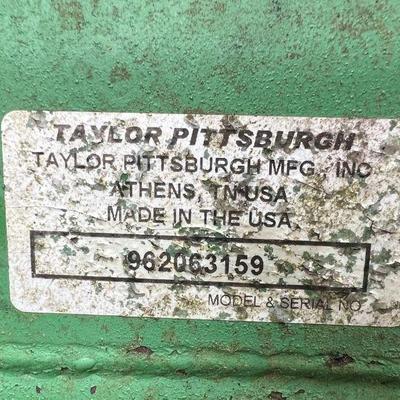 TAYLOR PITTSBURGH
TAYLOR PITTSBURGH MFG., INC
ATHENS, TN USA
MADE IN THE USA
962063159
MODEL & SERIAL NO.